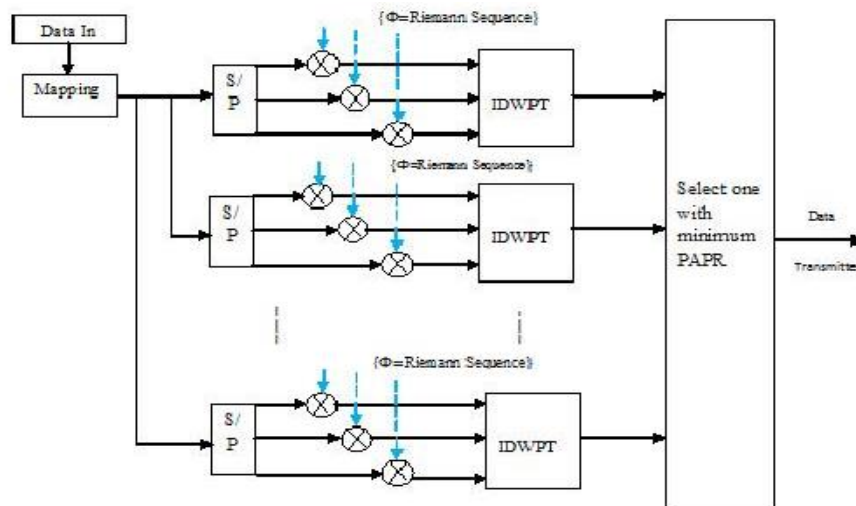 Data In
Mapping
{Φ=Riemann Sequence}
S/
P
IDWPT
{Φ=Riemann Sequence}
S/
P
IDWPT
Select one
with
minimum
PAPR.
Data
Transmitte
{Φ=Riemann Sequence}
S/
P
IDWPT